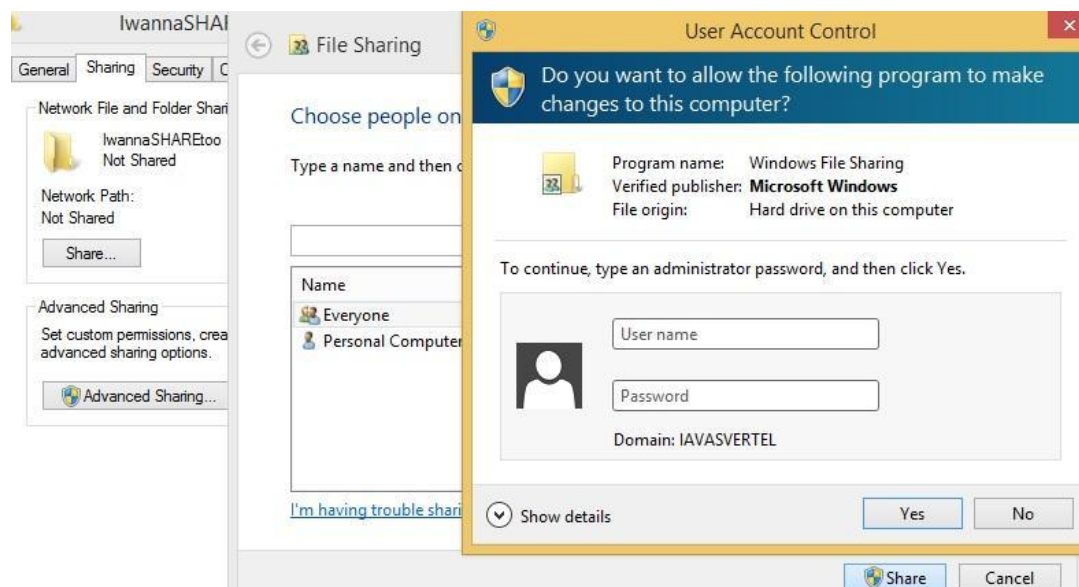 IwannaSHAR
General Sharing Security C
Network File and Folder Shari
IwannaSHAREtoo
Not Shared
Network Path:
Not Shared
Share...
Advanced Sharing
Set custom permissions, crea
advanced sharing options.
Advanced Sharing...
File Sharing
Choose people on
Type a name and then c
Name
Everyone
Personal Computer
I'm having trouble shari
Share Cancel
User Account Control
Do you want to allow the following program to make
changes to this computer?
Program name: Windows File Sharing
Verified publisher: Microsoft Windows
File origin: Hard drive on this computer
To continue, type an administrator password, and then click Yes.
User name
Password
Domain: IAVASVERTEL
Show details
Yes No